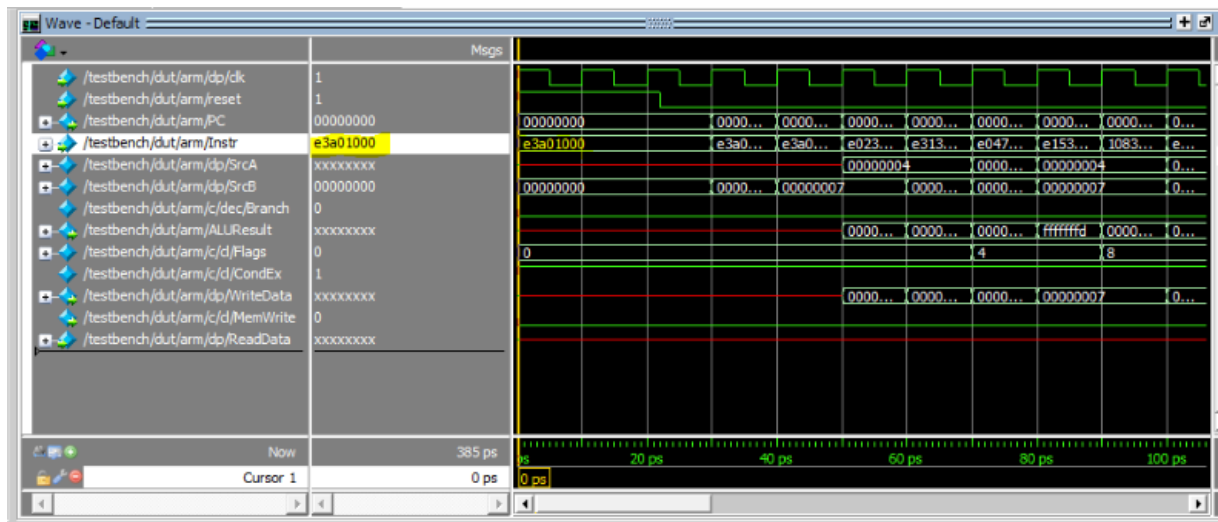 Wave - Default
Msgs
/testbench/dut/arm/dp/clk 1
/testbench/dut/arm/reset 1
/testbench/dut/arm/PC 00000000 00000000 0000... 0000... 0000... 0000... 0000... 0000... 0000... 0...
/testbench/dut/arm/Instr e3a01000 e3a01000 e3a0... e3a0... e023... e313... e047... e153... 1083... e...
/testbench/dut/arm/dp/SrcA xxxxxxxx 00000004 0000... 00000004 0...
/testbench/dut/arm/dp/SrcB 00000000 00000000 0000... 00000007 0000... 0000... 00000007 0...
/testbench/dut/arm/c/dec/Branch 0
/testbench/dut/arm/ALUResult xxxxxxxx 0000... 0000... 0000... fffffffd 0000... 0...
/testbench/dut/arm/c/cl/Flags 0 0 4 8
/testbench/dut/arm/c/cl/CondEx 1
/testbench/dut/arm/dp/WriteData xxxxxxxx 0000... 0000... 0000... 00000007 0...
/testbench/dut/arm/c/cl/MemWrite 0
/testbench/dut/arm/dp/ReadData xxxxxxxx
Now 385 ps ps 20 ps 40 ps 60 ps 80 ps 100 ps
Cursor 1 0 ps 0 ps